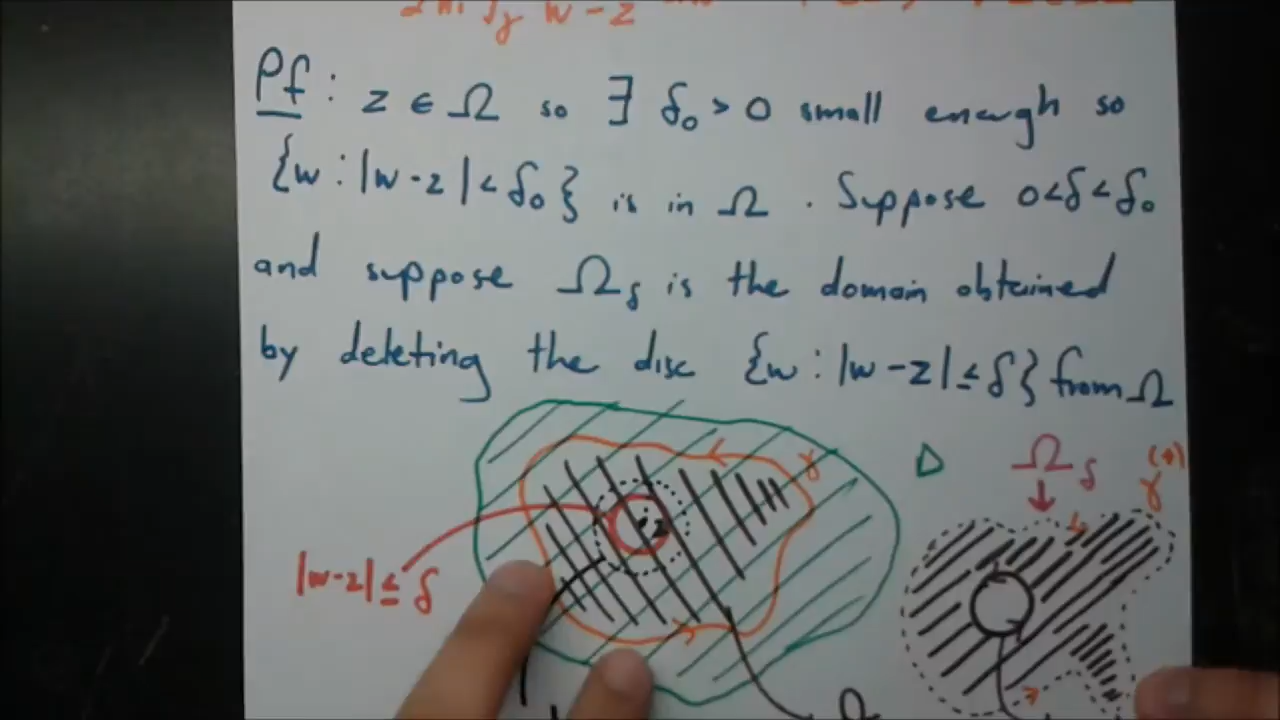 Pf: z ∈ Ω so ∃ δ₀ > 0 small enough so
{w : |w - z| < δ₀} is in Ω. Suppose 0 < δ < δ₀
and suppose Ω_δ is the domain obtained
by deleting the disc {w : |w - z| ≤ δ} from Ω
γ
D
Ω_δ
(+)
γ
z
|w-z| ≤ δ